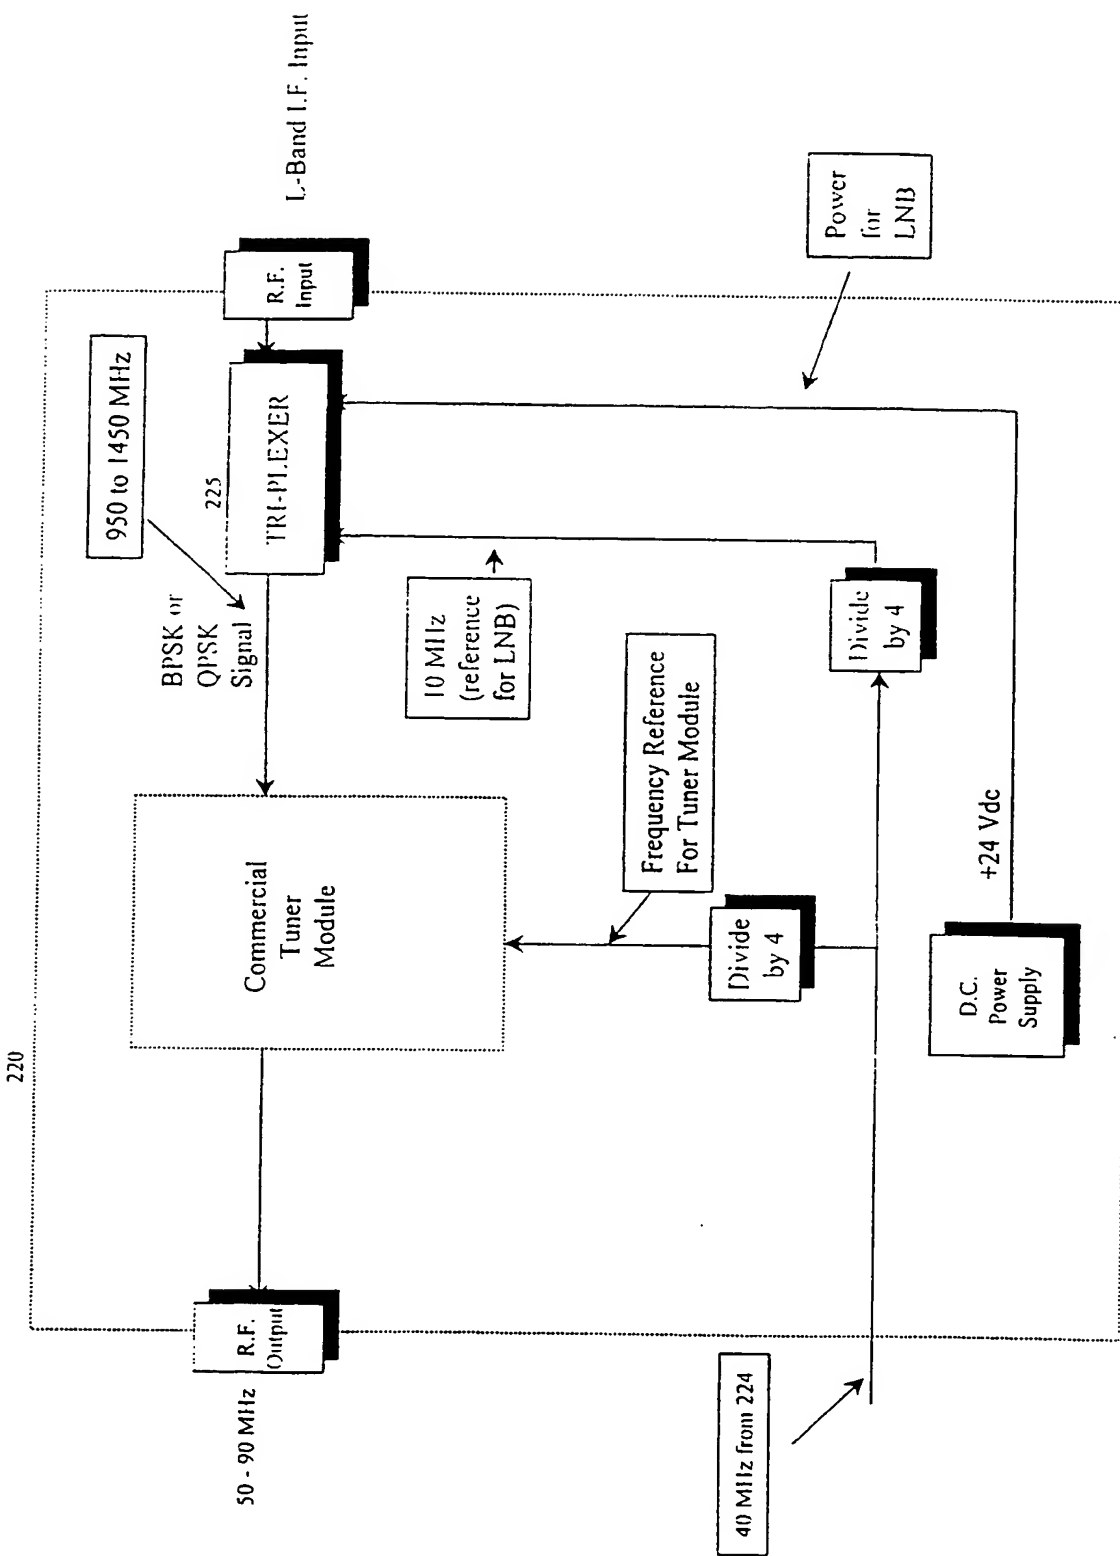 220
50 - 90 MHz
R.F.
Output
Commercial
Tuner
Module
BPSK or
QPSK
Signal
950 to 1450 MHz
225
TRI-PLEXER
R.F.
Input
L-Band I.F. Input
10 MHz
(reference
for LNB)
Frequency Reference
For Tuner Module
Divide
by 4
Divide
by 4
Power
for
LNB
40 MHz from 224
D.C.
Power
Supply
+24 Vdc